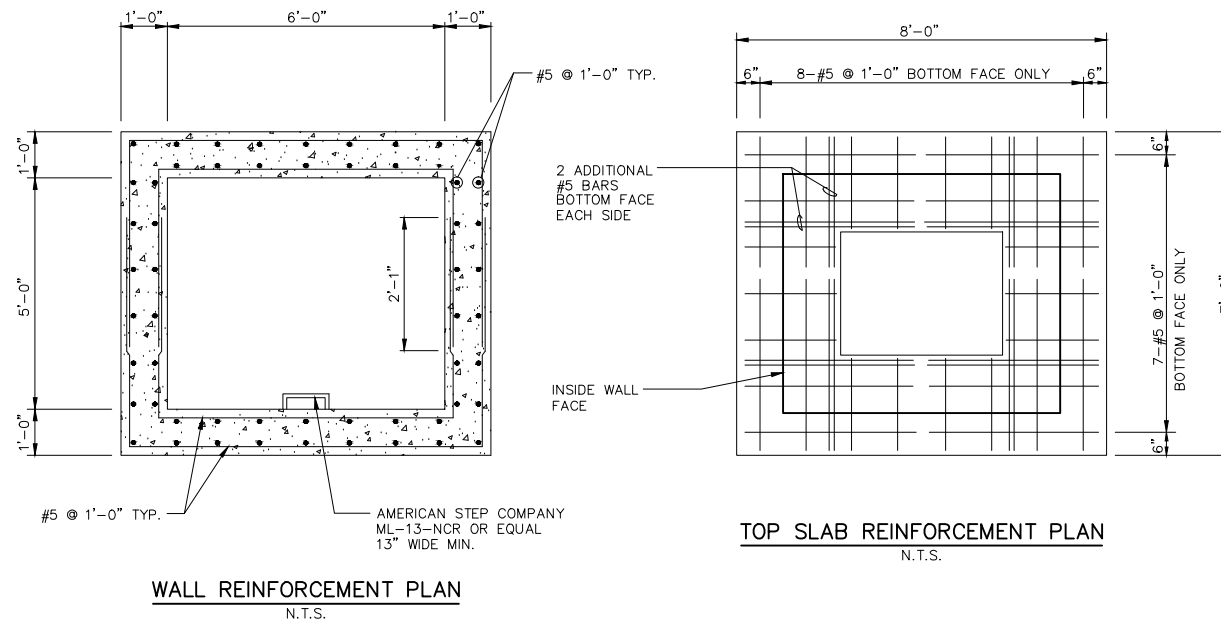 1'-0"
6'-0"
1'-0"
#5 @ 1'-0" TYP.
1'-0"
5'-0"
1'-0"
2'-1"
#5 @ 1'-0" TYP.
AMERICAN STEP COMPANY
ML-13-NCR OR EQUAL
13" WIDE MIN.
WALL REINFORCEMENT PLAN
N.T.S.
8'-0"
6"
8-#5 @ 1'-0" BOTTOM FACE ONLY
6"
2 ADDITIONAL
#5 BARS
BOTTOM FACE
EACH SIDE
INSIDE WALL
FACE
6"
7-#5 @ 1'-0"
BOTTOM FACE ONLY
6"
TOP SLAB REINFORCEMENT PLAN
N.T.S.